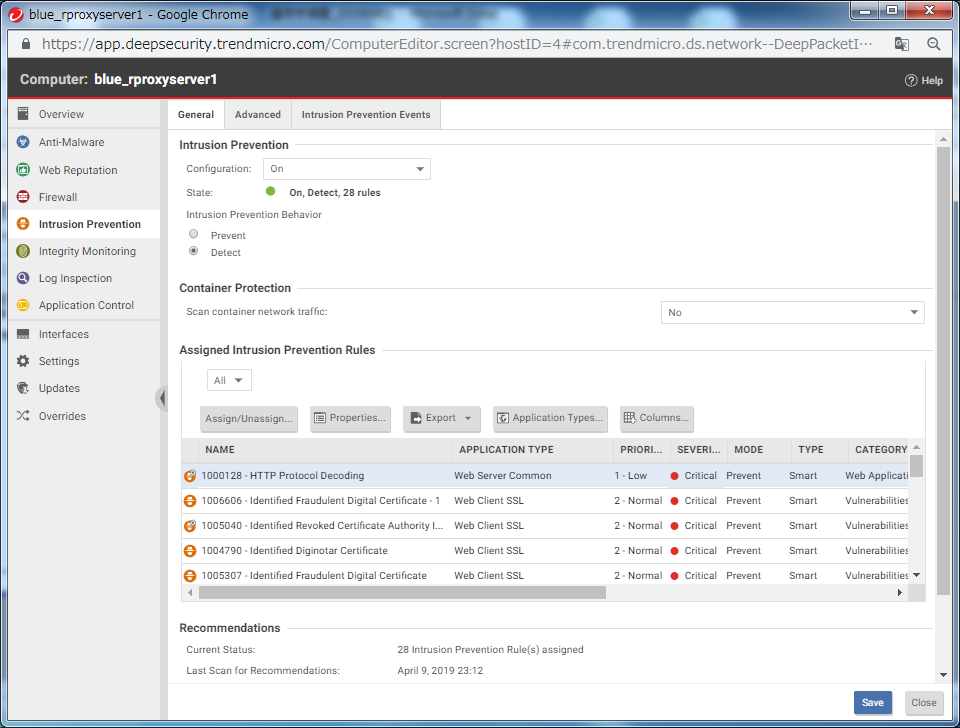 blue_rproxyserver1 - Google Chrome
https://app.deepsecurity.trendmicro.com/ComputerEditor.screen?hostID=4#com.trendmicro.ds.network--DeepPacketI...
Computer: blue_rproxyserver1
Help
Overview
Anti-Malware
Web Reputation
Firewall
Intrusion Prevention
Integrity Monitoring
Log Inspection
Application Control
Interfaces
Settings
Updates
Overrides
General Advanced Intrusion Prevention Events
Intrusion Prevention
Configuration: On
State: On, Detect, 28 rules
Intrusion Prevention Behavior
Prevent
Detect
Container Protection
Scan container network traffic: No
Assigned Intrusion Prevention Rules
All
Assign/Unassign... Properties... Export Application Types... Columns...
NAME APPLICATION TYPE PRIORI... SEVERI... MODE TYPE CATEGORY
1000128 - HTTP Protocol Decoding Web Server Common 1 - Low Critical Prevent Smart Web Applicati
1006606 - Identified Fraudulent Digital Certificate - 1 Web Client SSL 2 - Normal Critical Prevent Smart Vulnerabilities
1005040 - Identified Revoked Certificate Authority I... Web Client SSL 2 - Normal Critical Prevent Smart Vulnerabilities
1004790 - Identified Diginotar Certificate Web Client SSL 2 - Normal Critical Prevent Smart Vulnerabilities
1005307 - Identified Fraudulent Digital Certificate Web Client SSL 2 - Normal Critical Prevent Smart Vulnerabilities
Recommendations
Current Status: 28 Intrusion Prevention Rule(s) assigned
Last Scan for Recommendations: April 9, 2019 23:12
Save Close